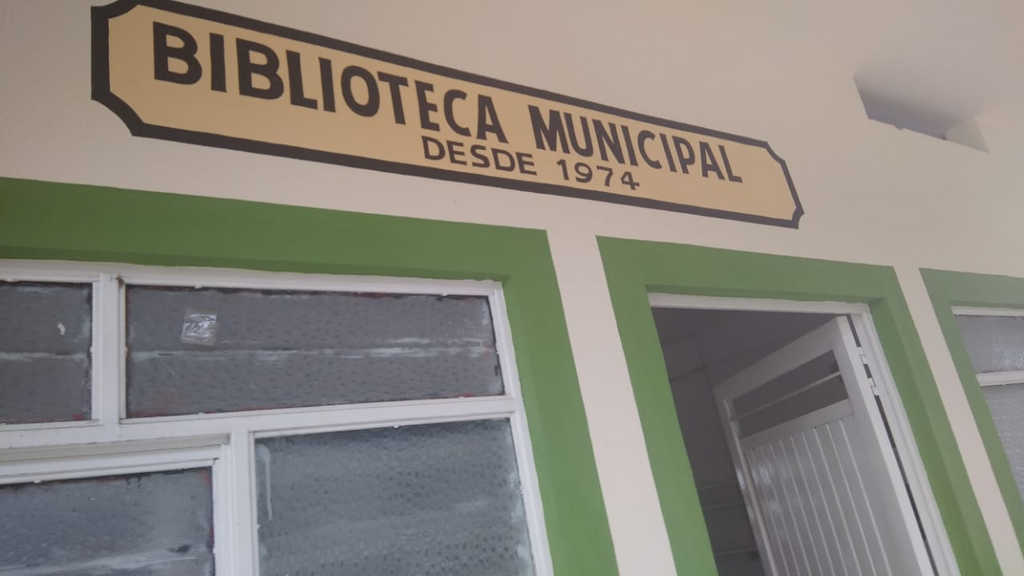 BIBLIOTECA MUNICIPAL
DESDE 1974